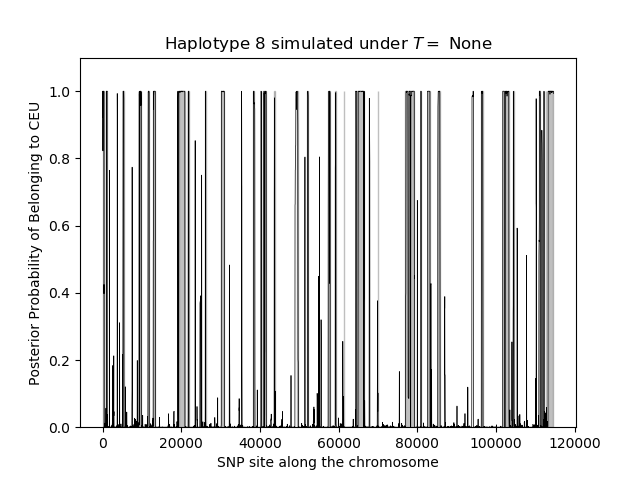 Haplotype 8 simulated under T = None
Posterior Probability of Belonging to CEU
1.0
0.8
0.6
0.4
0.2
0.0
0 20000 40000 60000 80000 100000 120000
SNP site along the chromosome